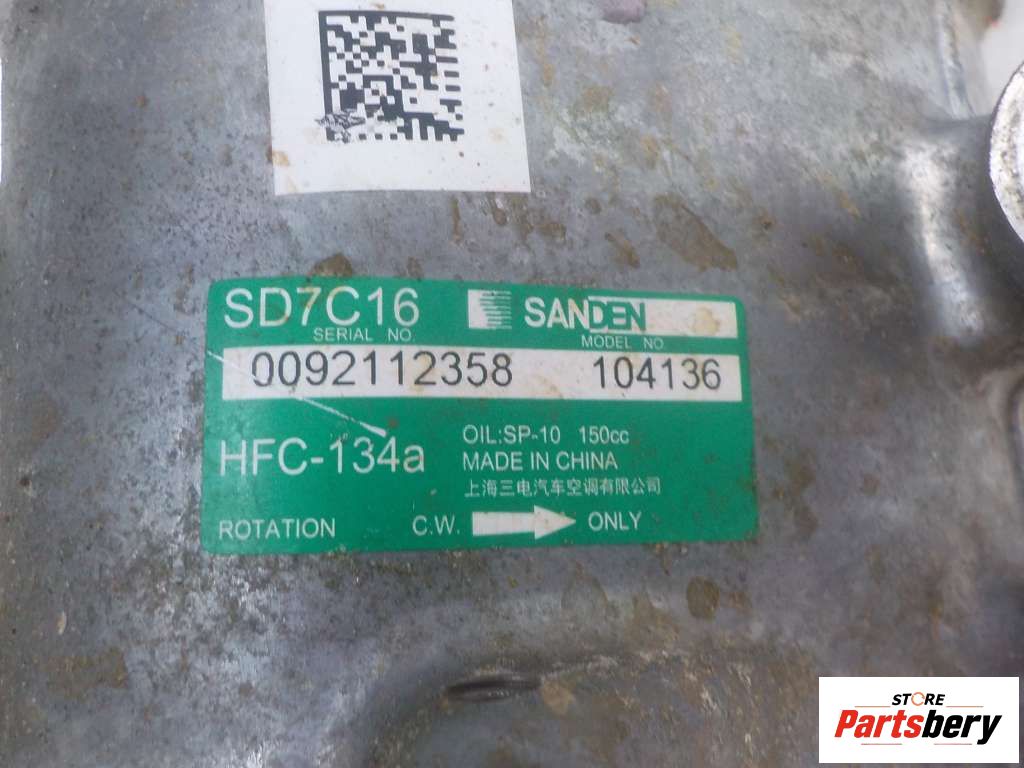 SD7C16 SANDEN
SERIAL NO. MODEL NO.
0092112358 104136
HFC-134a OIL:SP-10 150cc
MADE IN CHINA
上海三电汽车空调有限公司
ROTATION C.W. ONLY
STORE
Partsbery